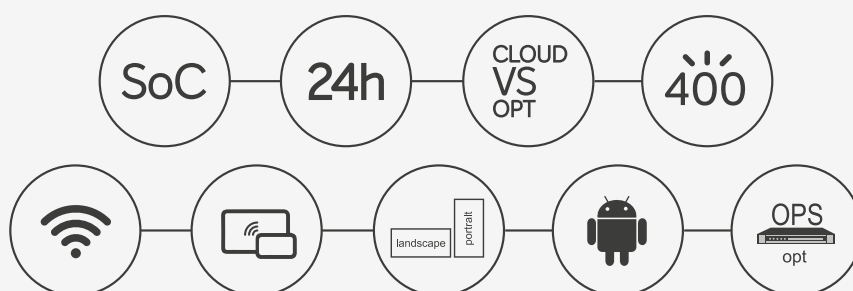 SoC
24h
CLOUD
VS
OPT
400
landscape
portrait
OPS
opt